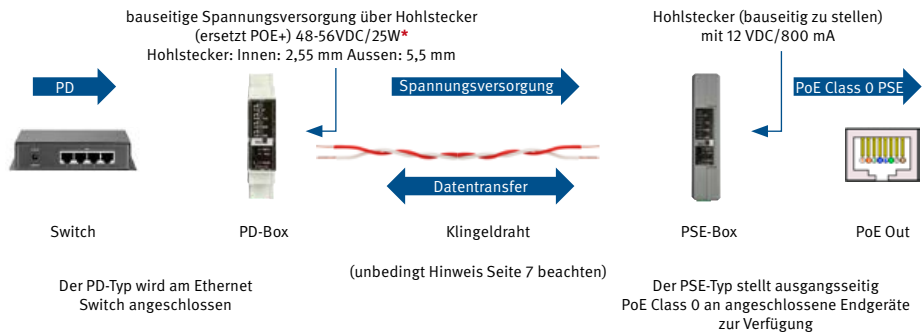 bauseitige Spannungsversorgung über Hohlstecker
(ersetzt POE+) 48-56VDC/25W*
Hohlstecker: Innen: 2,55 mm Aussen: 5,5 mm
Hohlstecker (bauseitig zu stellen)
mit 12 VDC/800 mA
PD
Spannungsversorgung
PoE Class 0 PSE
Datentransfer
Switch
PD-Box
Klingeldraht
PSE-Box
PoE Out
(unbedingt Hinweis Seite 7 beachten)
Der PD-Typ wird am Ethernet
Switch angeschlossen
Der PSE-Typ stellt ausgangsseitig
PoE Class 0 an angeschlossene Endgeräte
zur Verfügung